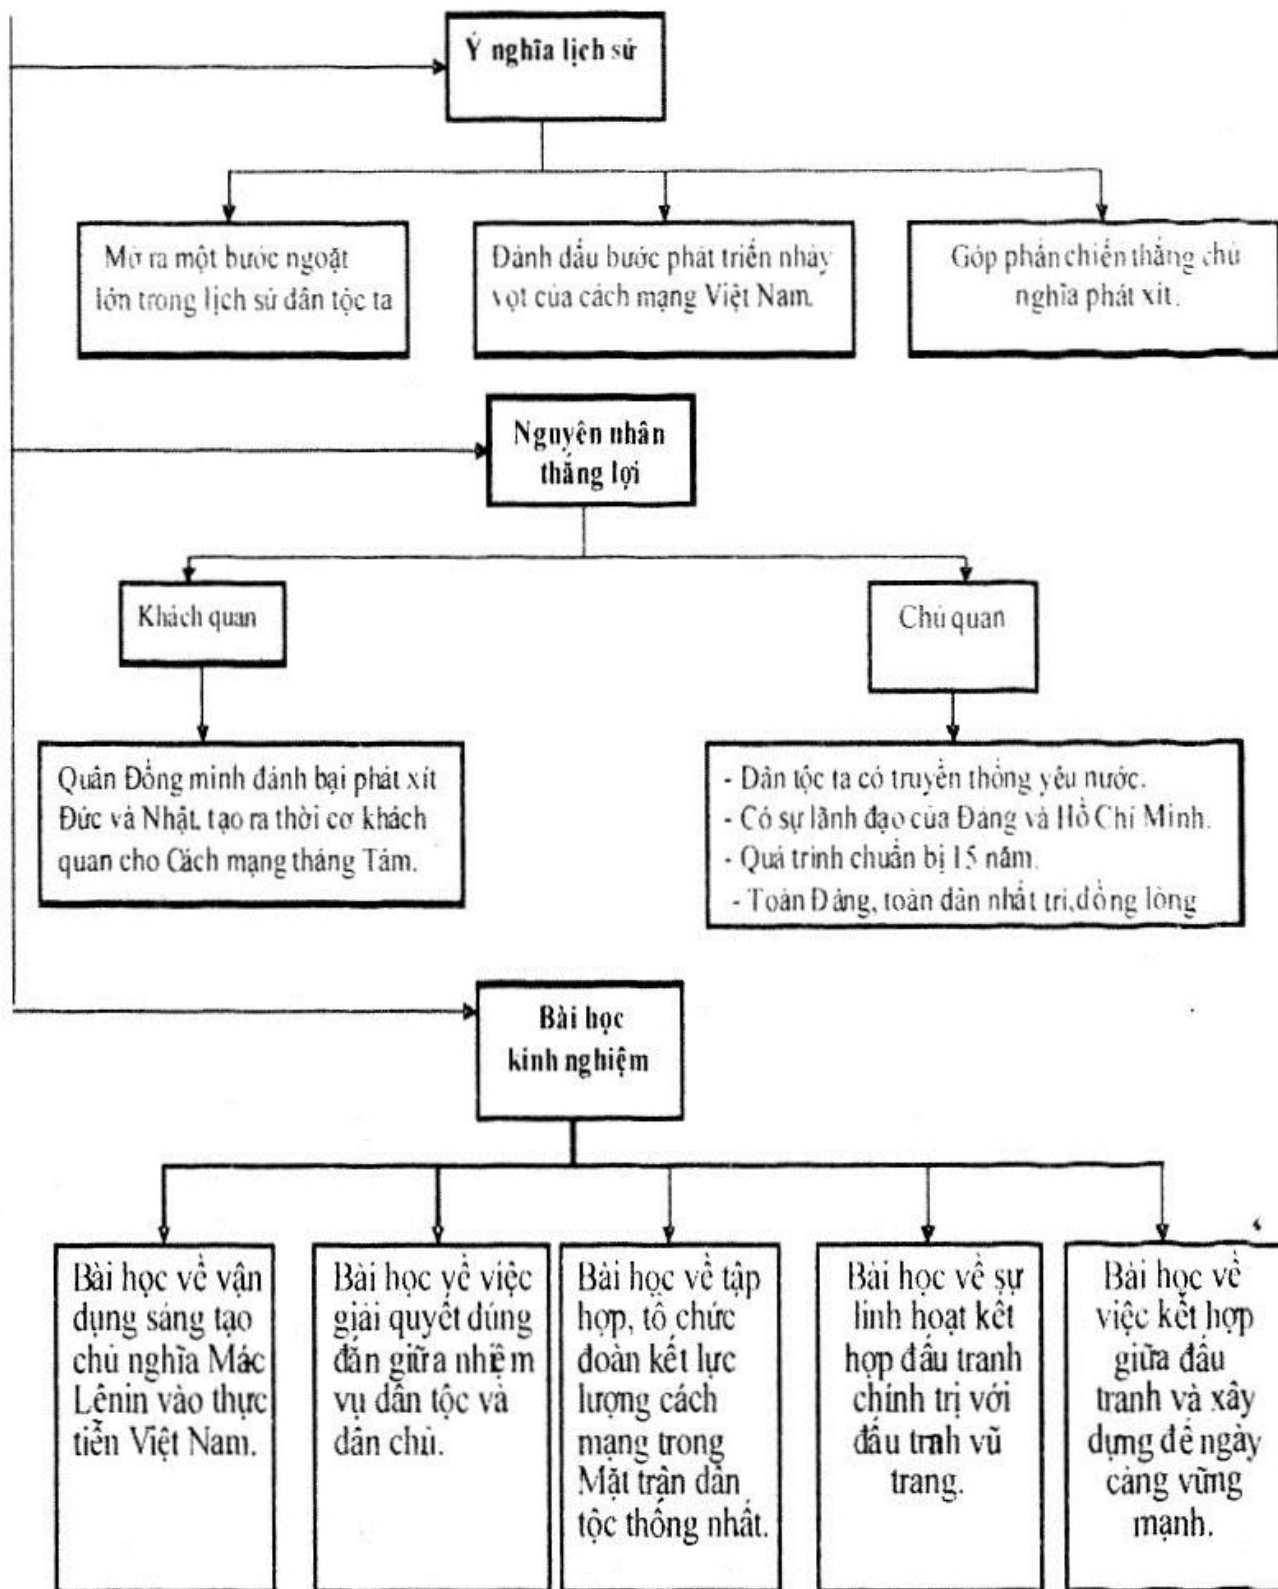 Ý nghĩa lịch sử
Mở ra một bước ngoặt
lớn trong lịch sử dân tộc ta
Đánh dấu bước phát triển nhảy
vọt của cách mạng Việt Nam.
Góp phần chiến thắng chủ
nghĩa phát xít.
Nguyên nhân
thắng lợi
Khách quan
Chủ quan
Quân Đồng minh đánh bại phát xít
Đức và Nhật, tạo ra thời cơ khách
quan cho Cách mạng tháng Tám.
- Dân tộc ta có truyền thống yêu nước.
- Có sự lãnh đạo của Đảng và Hồ Chí Minh.
- Quá trình chuẩn bị 15 năm.
- Toàn Đảng, toàn dân nhất trí,đồng lòng
Bài học
kinh nghiệm
Bài học về vận
dụng sáng tạo
chủ nghĩa Mác
Lênin vào thực
tiễn Việt Nam.
Bài học về việc
giải quyết đúng
đắn giữa nhiệm
vụ dân tộc và
dân chủ.
Bài học về tập
hợp, tổ chức
đoàn kết lực
lượng cách
mạng trong
Mặt trận dân
tộc thống nhất.
Bài học về sự
linh hoạt kết
hợp đấu tranh
chính trị với
đấu tranh vũ
trang.
Bài học về
việc kết hợp
giữa đấu
tranh và xây
dựng để ngày
càng vững
mạnh.